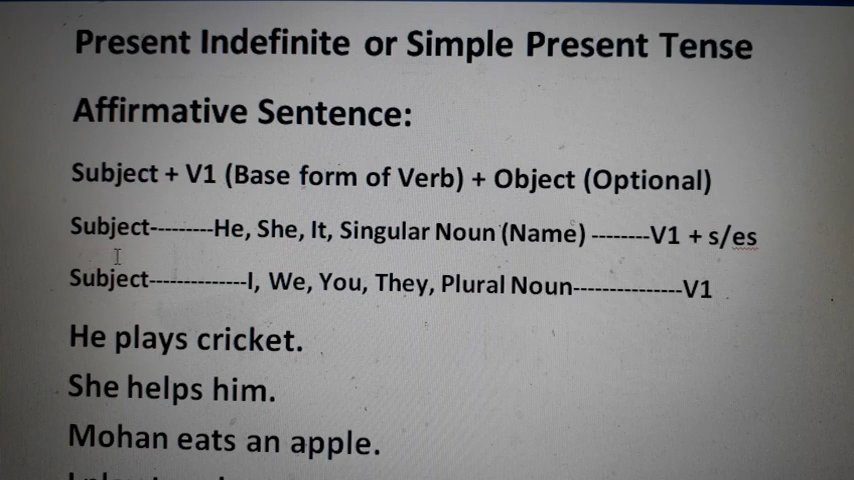 Present Indefinite or Simple Present Tense
Affirmative Sentence:
Subject + V1 (Base form of Verb) + Object (Optional)
Subject--------He, She, It, Singular Noun (Name) --------V1 + s/es
Subject-------------I, We, You, They, Plural Noun---------------V1
He plays cricket.
She helps him.
Mohan eats an apple.